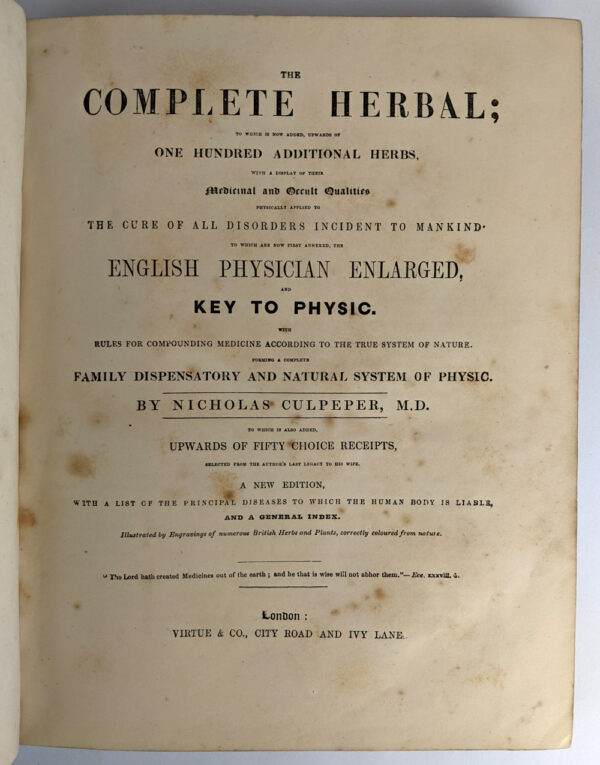 THE
COMPLETE HERBAL;
TO WHICH IS NOW ADDED, UPWARDS OF
ONE HUNDRED ADDITIONAL HERBS,
WITH A DISPLAY OF THEIR
Medicinal and Occult Qualities
PHYSICALLY APPLIED TO
THE CURE OF ALL DISORDERS INCIDENT TO MANKIND.
TO WHICH ARE NOW FIRST ANNEXED, THE
ENGLISH PHYSICIAN ENLARGED,
AND
KEY TO PHYSIC.
WITH
RULES FOR COMPOUNDING MEDICINE ACCORDING TO THE TRUE SYSTEM OF NATURE.
FORMING A COMPLETE
FAMILY DISPENSATORY AND NATURAL SYSTEM OF PHYSIC.
BY NICHOLAS CULPEPER, M.D.
TO WHICH IS ALSO ADDED,
UPWARDS OF FIFTY CHOICE RECEIPTS,
SELECTED FROM THE AUTHOR'S LAST LEGACY TO HIS WIFE.
A NEW EDITION,
WITH A LIST OF THE PRINCIPAL DISEASES TO WHICH THE HUMAN BODY IS LIABLE,
AND A GENERAL INDEX.
Illustrated by Engravings of numerous British Herbs and Plants, correctly coloured from nature.
"The Lord hath created Medicines out of the earth; and he that is wise will not abhor them."—Ecc. xxxviii. 4.
London:
VIRTUE & CO., CITY ROAD AND IVY LANE.